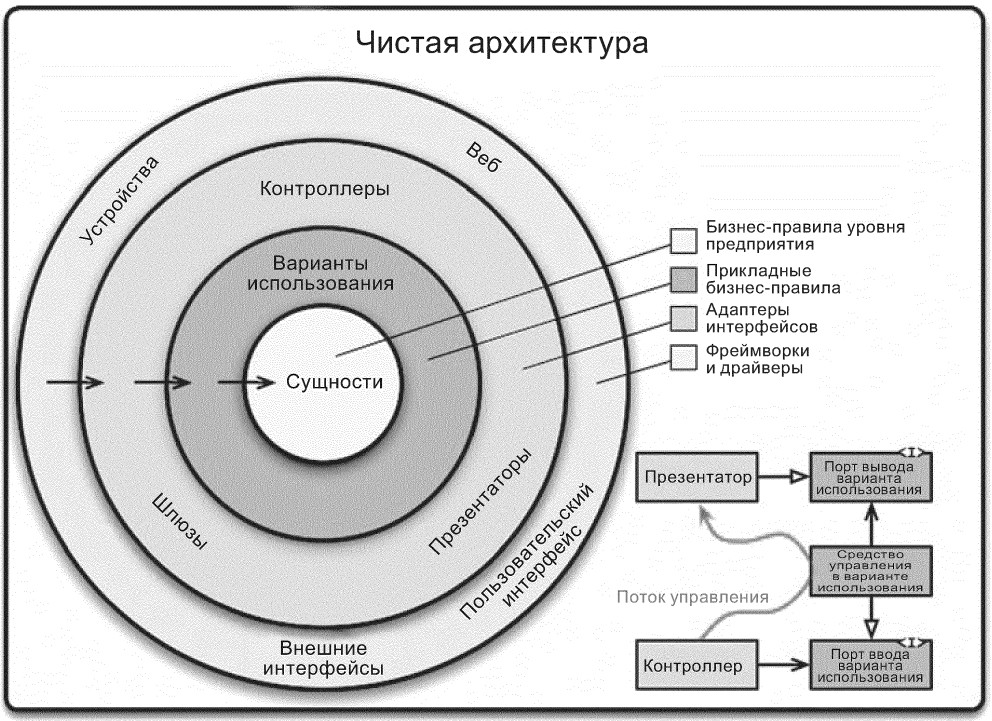 Чистая архитектура
Устройства
Веб
Контроллеры
Варианты
использования
Сущности
Шлюзы
Презентаторы
Пользовательский
интерфейс
Внешние
интерфейсы
Бизнес-правила уровня
предприятия
Прикладные
бизнес-правила
Адаптеры
интерфейсов
Фреймворки
и драйверы
Презентатор
<I>
Порт вывода
варианта
использования
Средство
управления
в варианте
использования
Поток управления
Контроллер
<I>
Порт ввода
варианта
использования